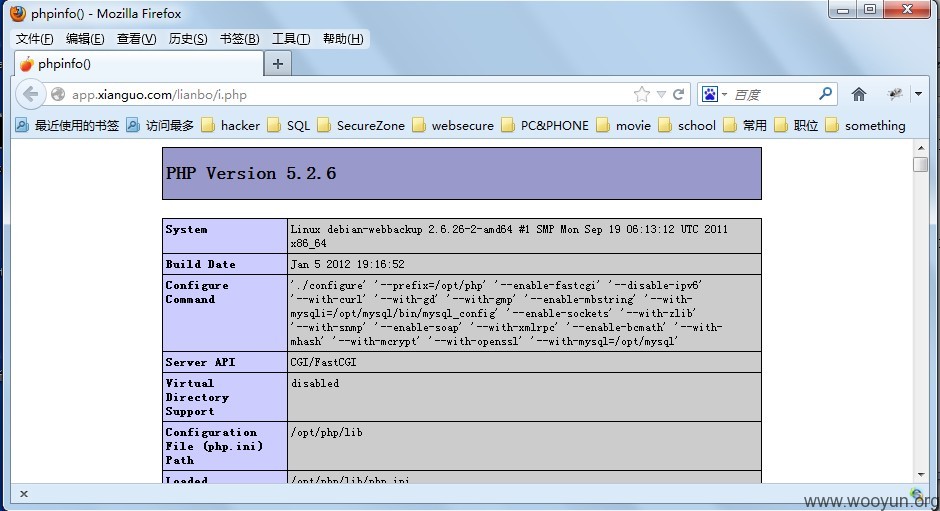 phpinfo() - Mozilla Firefox
文件(F) 编辑(E) 查看(V) 历史(S) 书签(B) 工具(T) 帮助(H)
phpinfo()
app.xianguo.com/lianbo/i.php
百度
最近使用的书签 访问最多 hacker SQL SecureZone websecure PC&PHONE movie school 常用 职位 something
PHP Version 5.2.6
System
Linux debian-webbackup 2.6.26-2-amd64 #1 SMP Mon Sep 19 06:13:12 UTC 2011
x86_64
Build Date
Jan 5 2012 19:16:52
Configure
Command
'./configure' '--prefix=/opt/php' '--enable-fastcgi' '--disable-ipv6'
'--with-curl' '--with-gd' '--with-gmp' '--enable-mbstring' '--with-
mysqli=/opt/mysql/bin/mysql_config' '--enable-sockets' '--with-zlib'
'--with-snmp' '--enable-soap' '--with-xmlrpc' '--enable-bcmath' '--with-
mhash' '--with-mcrypt' '--with-openssl' '--with-mysql=/opt/mysql'
Server API
CGI/FastCGI
Virtual
Directory
Support
disabled
Configuration
File (php.ini)
Path
/opt/php/lib
Loaded
/opt/php/lib/php.ini
www.wooyun.org